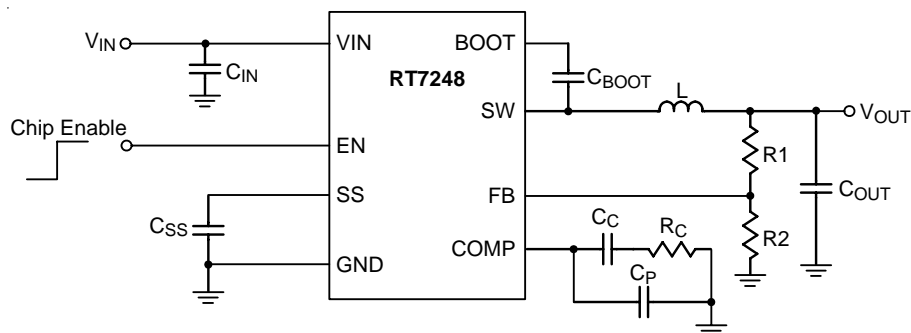 VIN
VIN
BOOT
CIN
RT7248
CBOOT
L
SW
VOUT
Chip Enable
EN
R1
SS
FB
COUT
CSS
CC
RC
R2
COMP
GND
CP